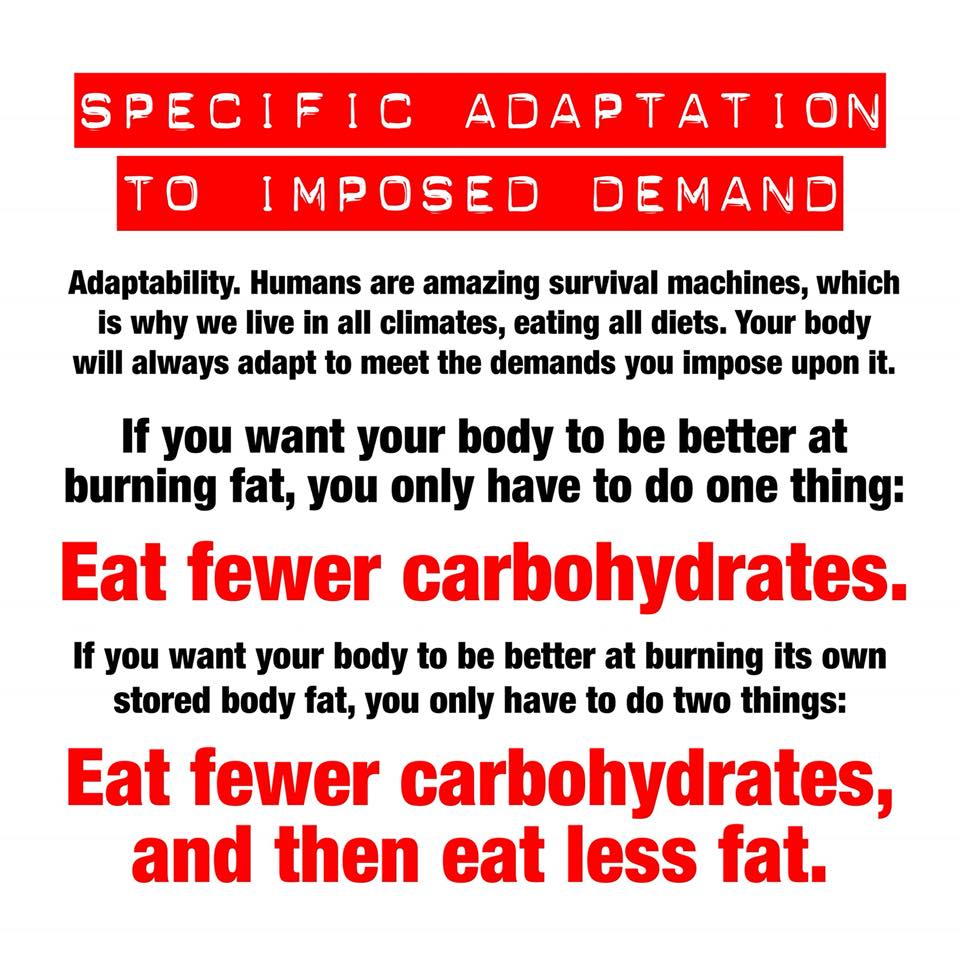 SPECIFIC ADAPTATION
TO IMPOSED DEMAND
Adaptability. Humans are amazing survival machines, which
is why we live in all climates, eating all diets. Your body
will always adapt to meet the demands you impose upon it.
If you want your body to be better at
burning fat, you only have to do one thing:
Eat fewer carbohydrates.
If you want your body to be better at burning its own
stored body fat, you only have to do two things:
Eat fewer carbohydrates,
and then eat less fat.